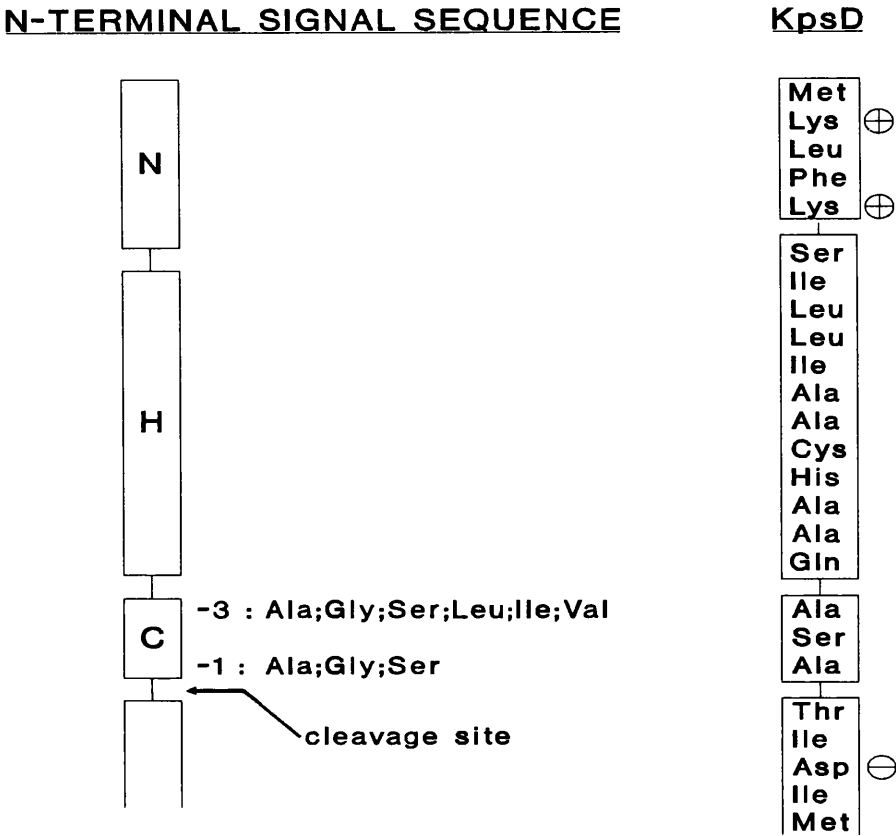 N-TERMINAL SIGNAL SEQUENCE
KpsD
N
H
C
-3 : Ala;Gly;Ser;Leu;Ile;Val
-1 : Ala;Gly;Ser
cleavage site
Met
Lys ⊕
Leu
Phe
Lys ⊕
Ser
Ile
Leu
Leu
Ile
Ala
Ala
Cys
His
Ala
Ala
Gln
Ala
Ser
Ala
Thr
Ile
Asp ⊖
Ile
Met